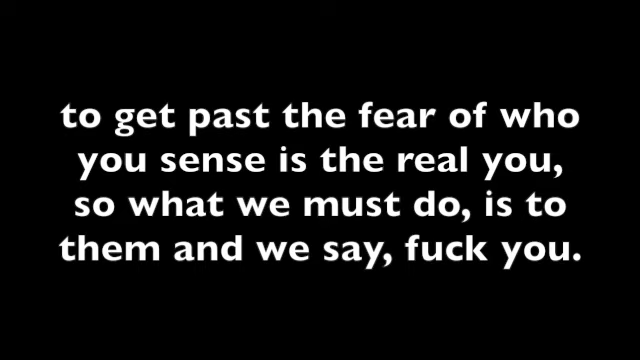 to get past the fear of who
you sense is the real you,
so what we must do, is to
them and we say, fuck you.